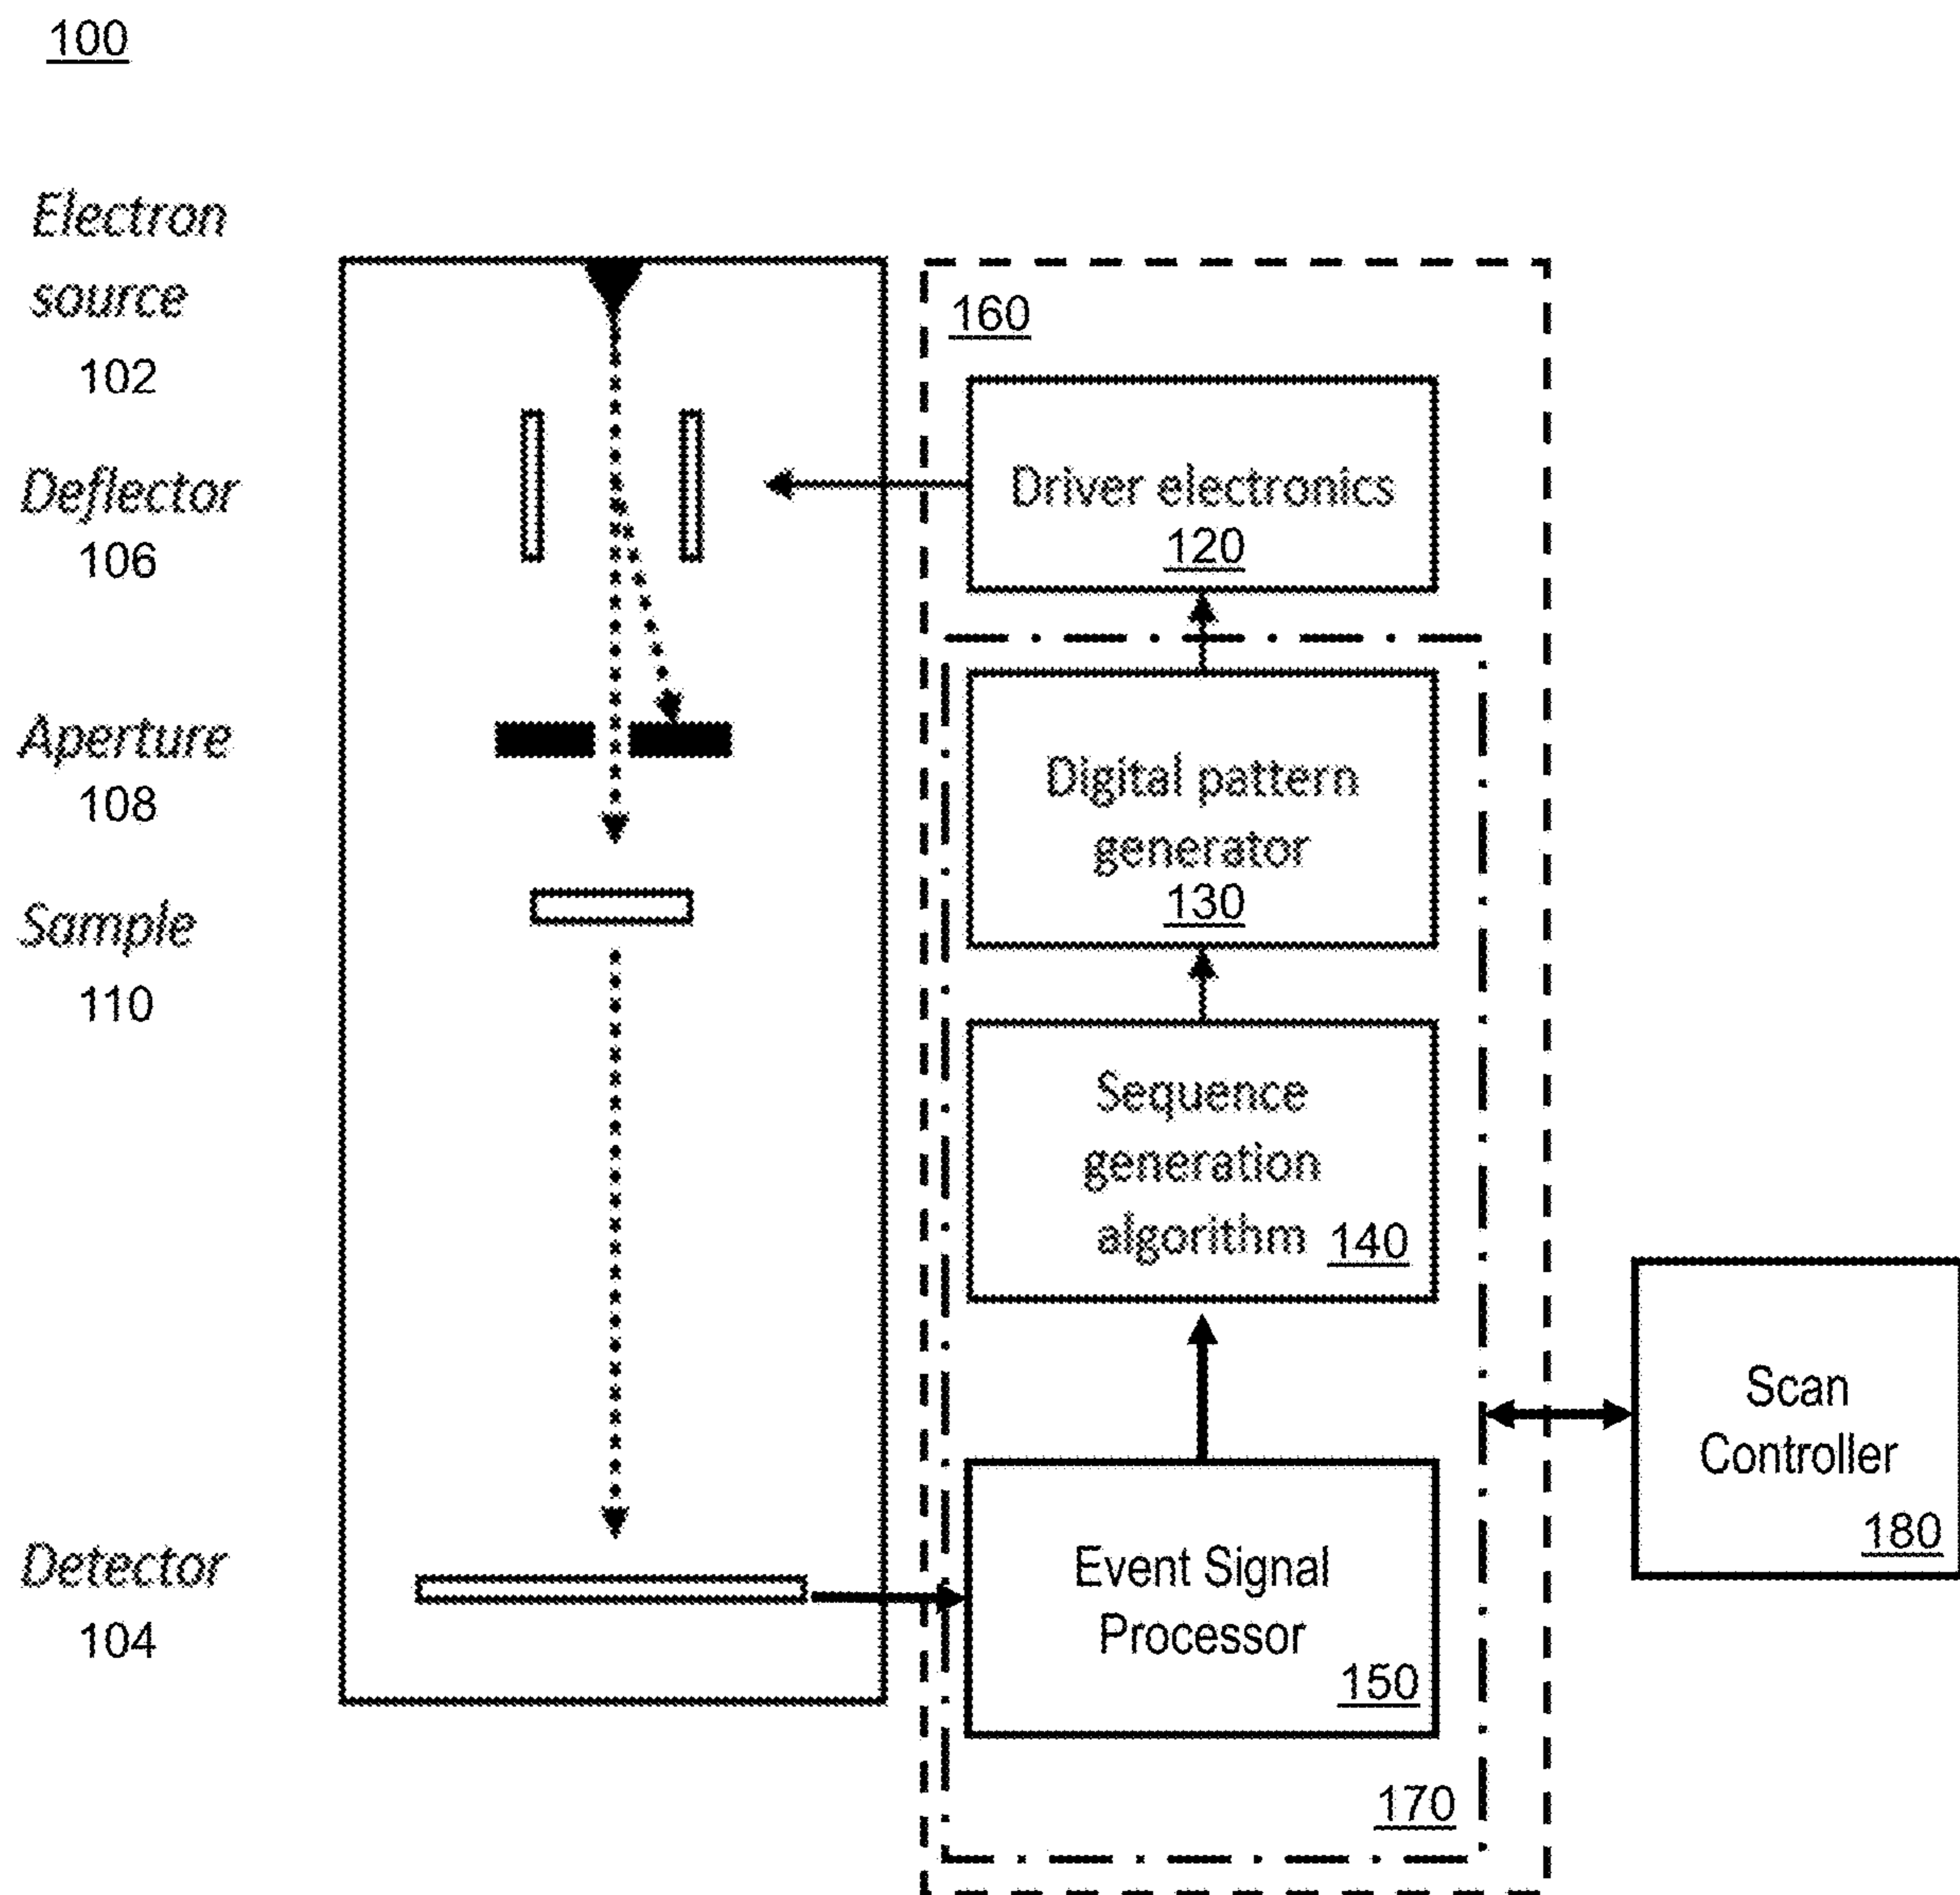 100
Electron
source
102
Deflector
106
Aperture
108
Sample
110
Detector
104
160
Driver electronics
120
Digital pattern
generator
130
Sequence
generation
algorithm 140
Event Signal
Processor
150
170
Scan
Controller
180